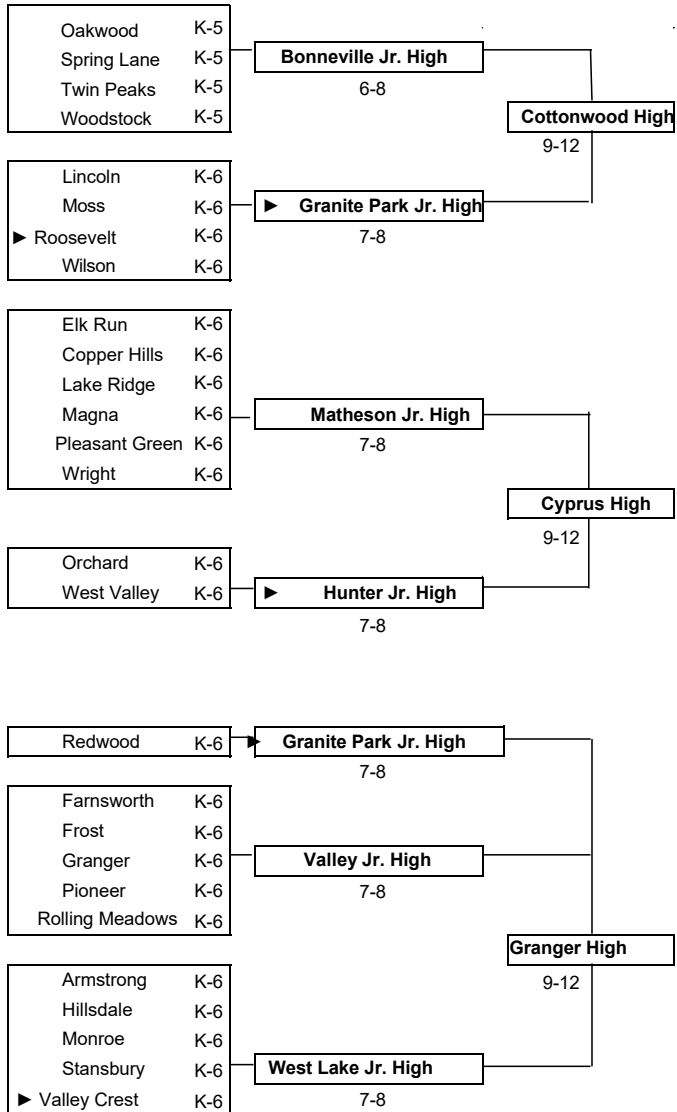 Oakwood K-5
Spring Lane K-5
Twin Peaks K-5
Woodstock K-5
Bonneville Jr. High
6-8
Cottonwood High
9-12
Lincoln K-6
Moss K-6
► Roosevelt K-6
Wilson K-6
► Granite Park Jr. High
7-8
Elk Run K-6
Copper Hills K-6
Lake Ridge K-6
Magna K-6
Pleasant Green K-6
Wright K-6
Matheson Jr. High
7-8
Cyprus High
9-12
Orchard K-6
West Valley K-6
► Hunter Jr. High
7-8
Redwood K-6
► Granite Park Jr. High
7-8
Farnsworth K-6
Frost K-6
Granger K-6
Pioneer K-6
Rolling Meadows K-6
Valley Jr. High
7-8
Granger High
9-12
Armstrong K-6
Hillsdale K-6
Monroe K-6
Stansbury K-6
► Valley Crest K-6
West Lake Jr. High
7-8